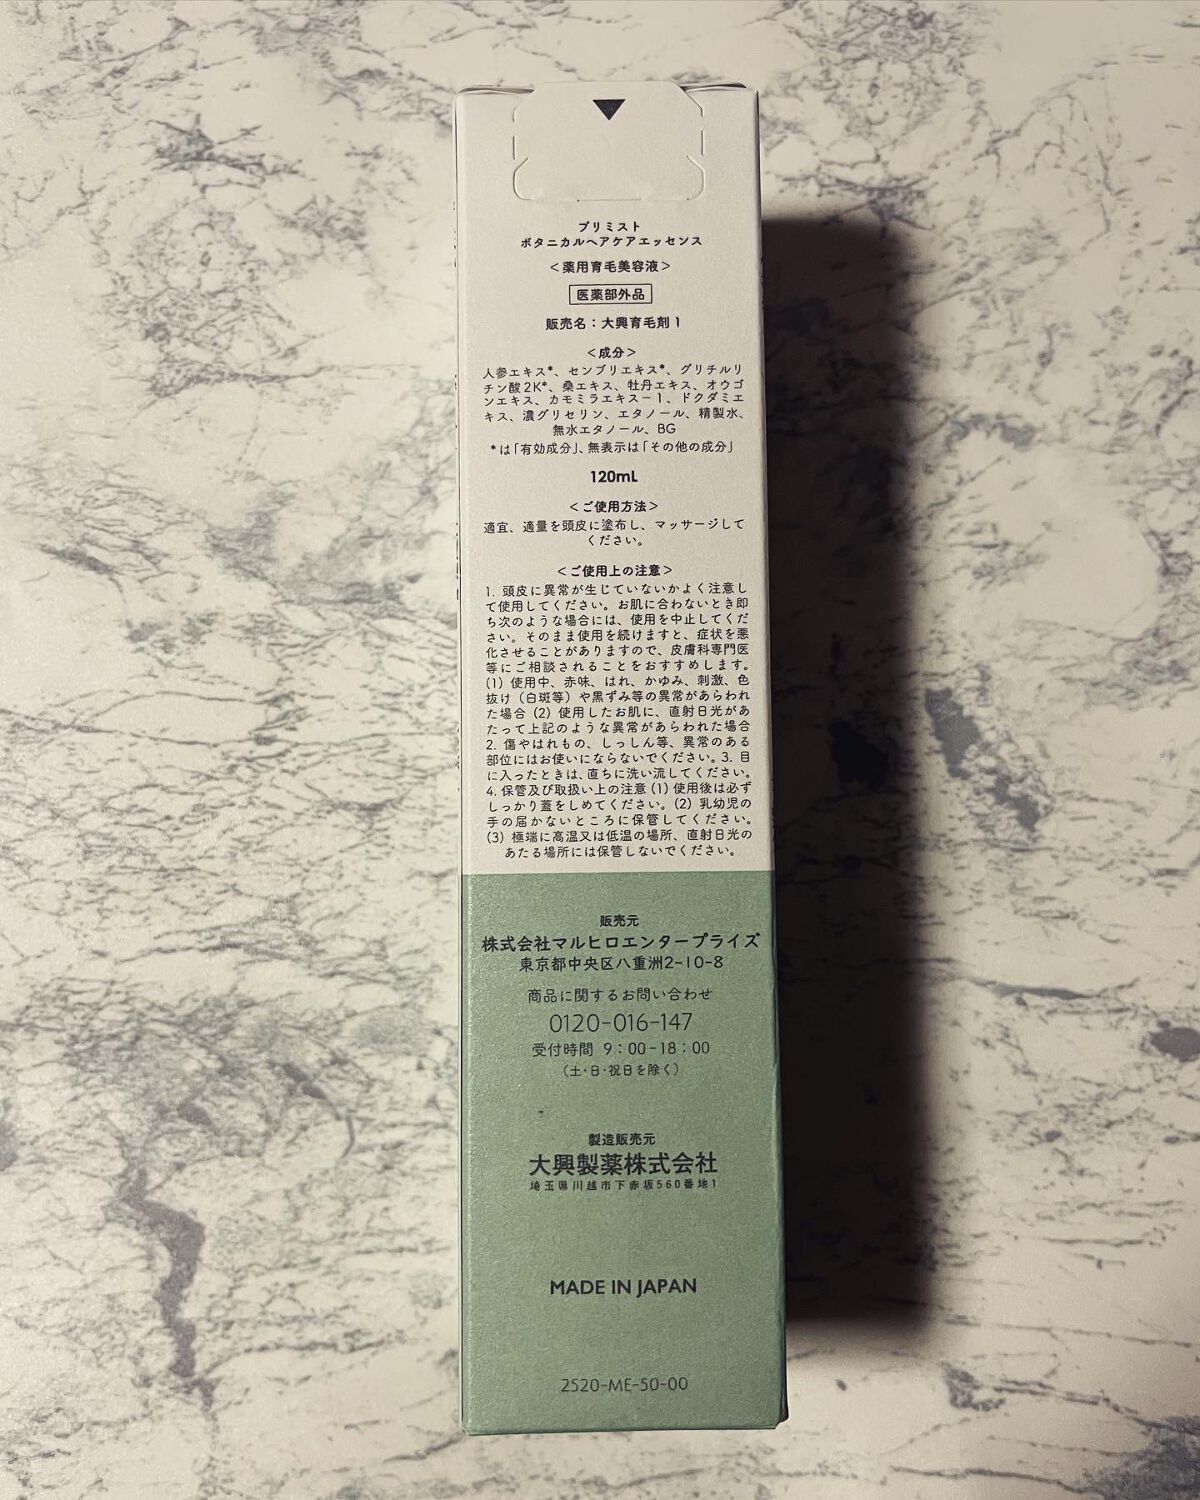 プリミスト
ボタニカルヘアケアエッセンス
＜薬用育毛美容液＞
医薬部外品
販売名：大興育毛剤1
＜成分＞
人参エキス*、センブリエキス*、グリチルリ
チン酸2K*、桑エキス、牡丹エキス、オウゴ
ンエキス、カモミラエキス－1、ドクダミエ
キス、濃グリセリン、エタノール、精製水、
無水エタノール、BG
*は「有効成分」、無表示は「その他の成分」
120mL
＜ご使用方法＞
適宜、適量を頭皮に塗布し、マッサージして
ください。
＜ご使用上の注意＞
1. 頭皮に異常が生じていないかよく注意し
て使用してください。お肌に合わないとき即
ち次のような場合には、使用を中止してくだ
さい。そのまま使用を続けますと、症状を悪
化させることがありますので、皮膚科専門医
等にご相談されることをおすすめします。
(1) 使用中、赤味、はれ、かゆみ、刺激、色
抜け（白斑等）や黒ずみ等の異常があらわれ
た場合 (2) 使用したお肌に、直射日光があ
たって上記のような異常があらわれた場合
2. 傷やはれもの、しっしん等、異常のある
部位にはお使いにならないでください。3. 目
に入ったときは、直ちに洗い流してください。
4. 保管及び取扱い上の注意 (1) 使用後は必ず
しっかり蓋をしめてください。(2) 乳幼児の
手の届かないところに保管してください。
(3) 極端に高温又は低温の場所、直射日光の
あたる場所には保管しないでください。
販売元
株式会社マルヒロエンタープライズ
東京都中央区八重洲2-10-8
商品に関するお問い合わせ
0120-016-147
受付時間 9：00-18：00
（土・日・祝日を除く）
製造販売元
大興製薬株式会社
埼玉県川越市下赤坂560番地1
MADE IN JAPAN
2520-ME-50-00